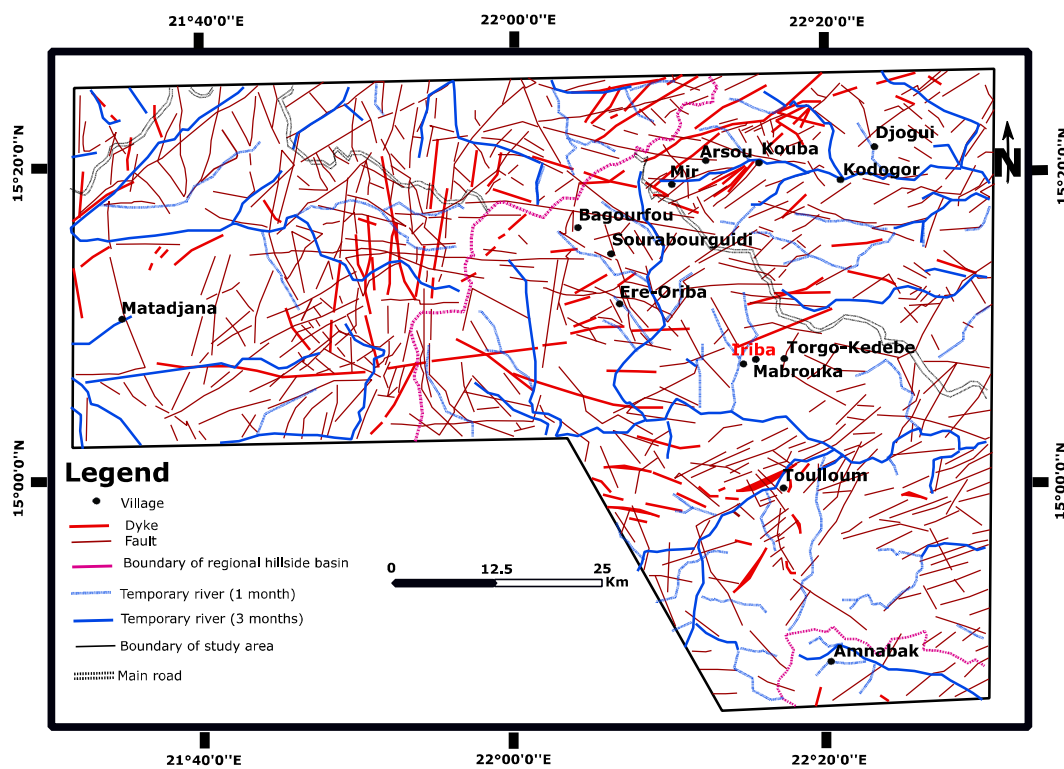 21°40'0''E
22°00'0''E
22°20'0''E
15°20'0''N
15°20'0''N
N
Djogui
Arsou
Kouba
Mir
Kodogor
Bagourfou
Sourabourguidi
Ere-Oriba
Matadjana
Iriba
Torgo-Kedebe
Mabrouka
Toulloum
Amnabak
15°00'0''N
15°00'0''N
Legend
Village
Dyke
Fault
Boundary of regional hillside basin
Temporary river (1 month)
Temporary river (3 months)
Boundary of study area
Main road
0 12.5 25
Km
21°40'0''E
22°00'0''E
22°20'0''E